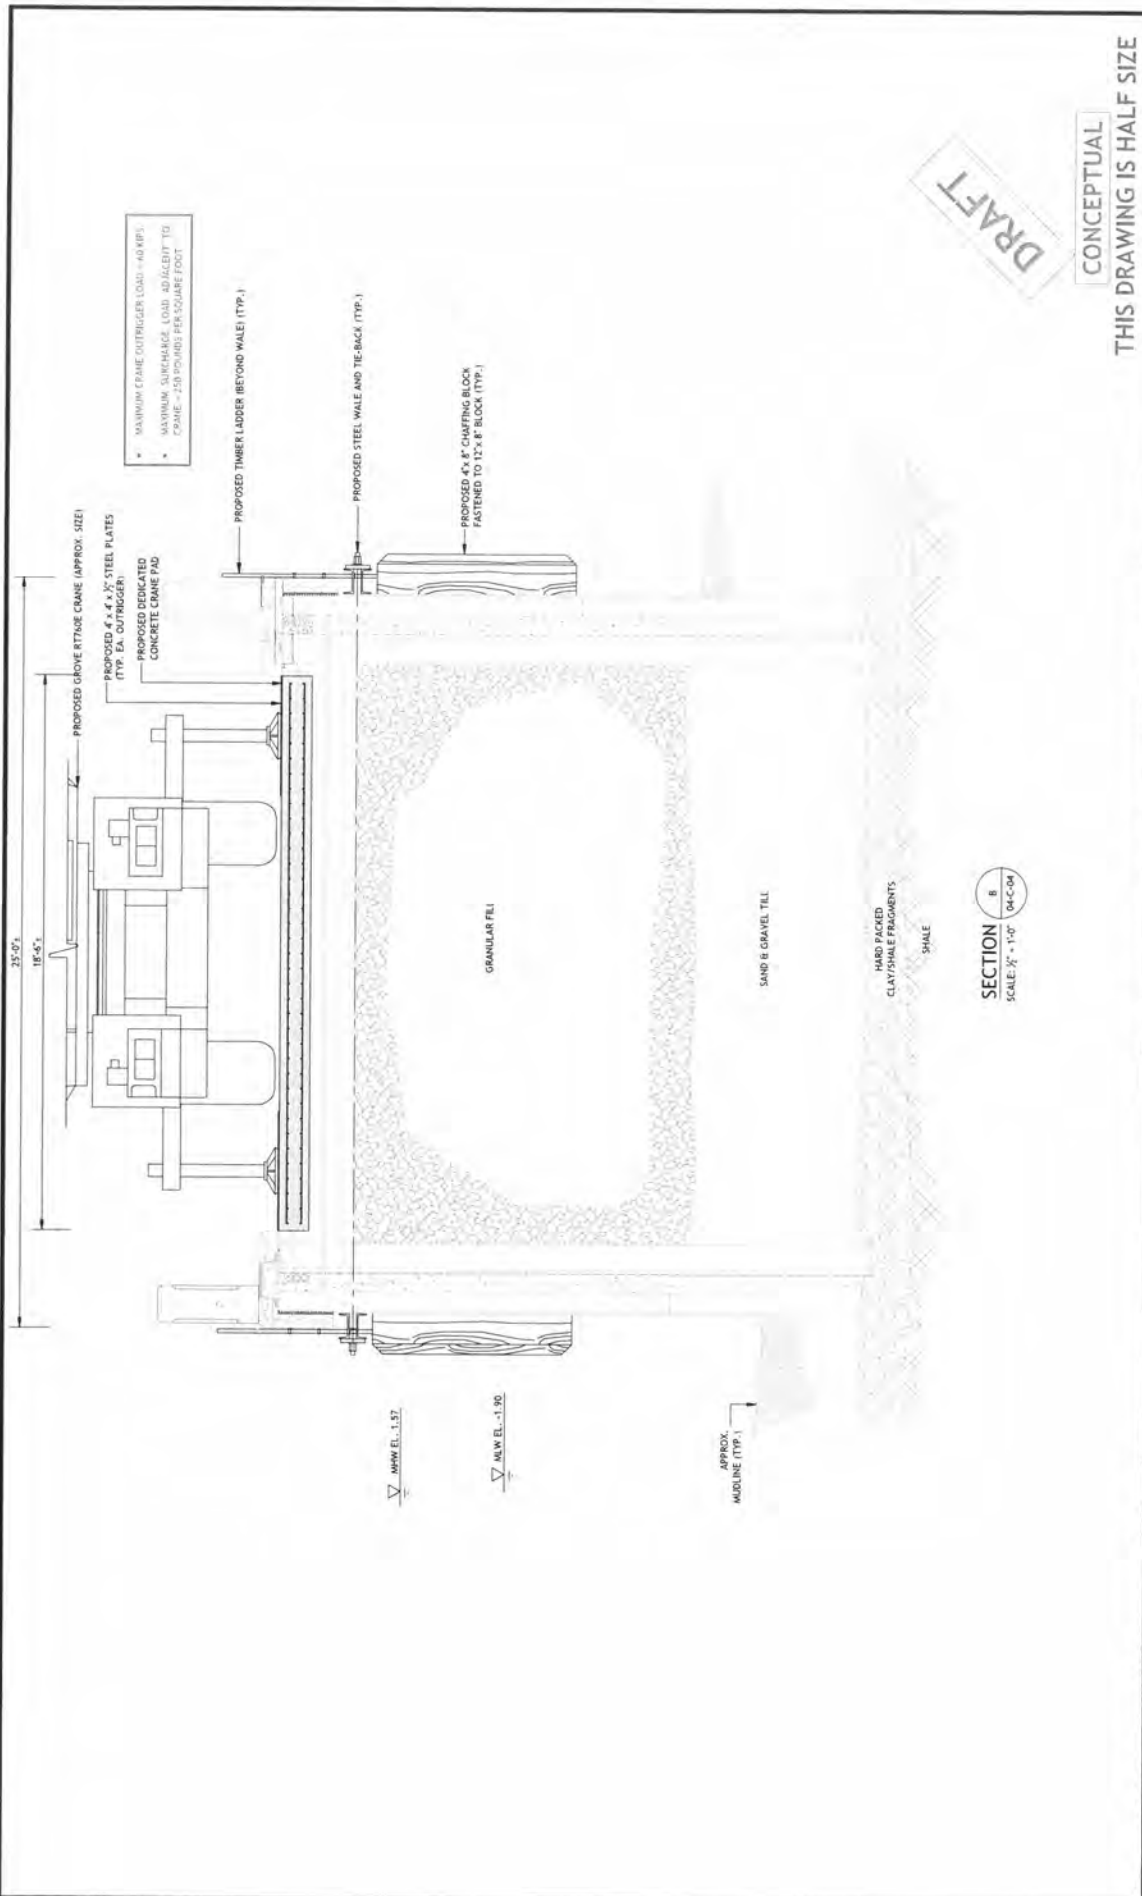 25'-0"±
18'-6"±
PROPOSED GROVE RT760E CRANE (APPROX. SIZE)
PROPOSED 4' x 4' x ½" STEEL PLATES
(TYP. EA. OUTRIGGER)
PROPOSED DEDICATED
CONCRETE CRANE PAD
* MAXIMUM CRANE OUTRIGGER LOAD = 40 KIPS
* MAXIMUM SURCHARGE LOAD ADJACENT TO
CRANE = 250 POUNDS PER SQUARE FOOT
PROPOSED TIMBER LADDER (BEYOND WALE) (TYP.)
PROPOSED STEEL WALE AND TIE-BACK (TYP.)
PROPOSED 4"x 8" CHAFFING BLOCK
FASTENED TO 12"x 8" BLOCK (TYP.)
MHW EL. 1.57
MLW EL. -1.90
APPROX.
MUDLINE (TYP.)
GRANULAR FILL
SAND & GRAVEL TILL
HARD PACKED
CLAY/SHALE FRAGMENTS
SHALE
SECTION B
SCALE: ½" = 1'-0" 04-C-04
DRAFT
CONCEPTUAL
THIS DRAWING IS HALF SIZE